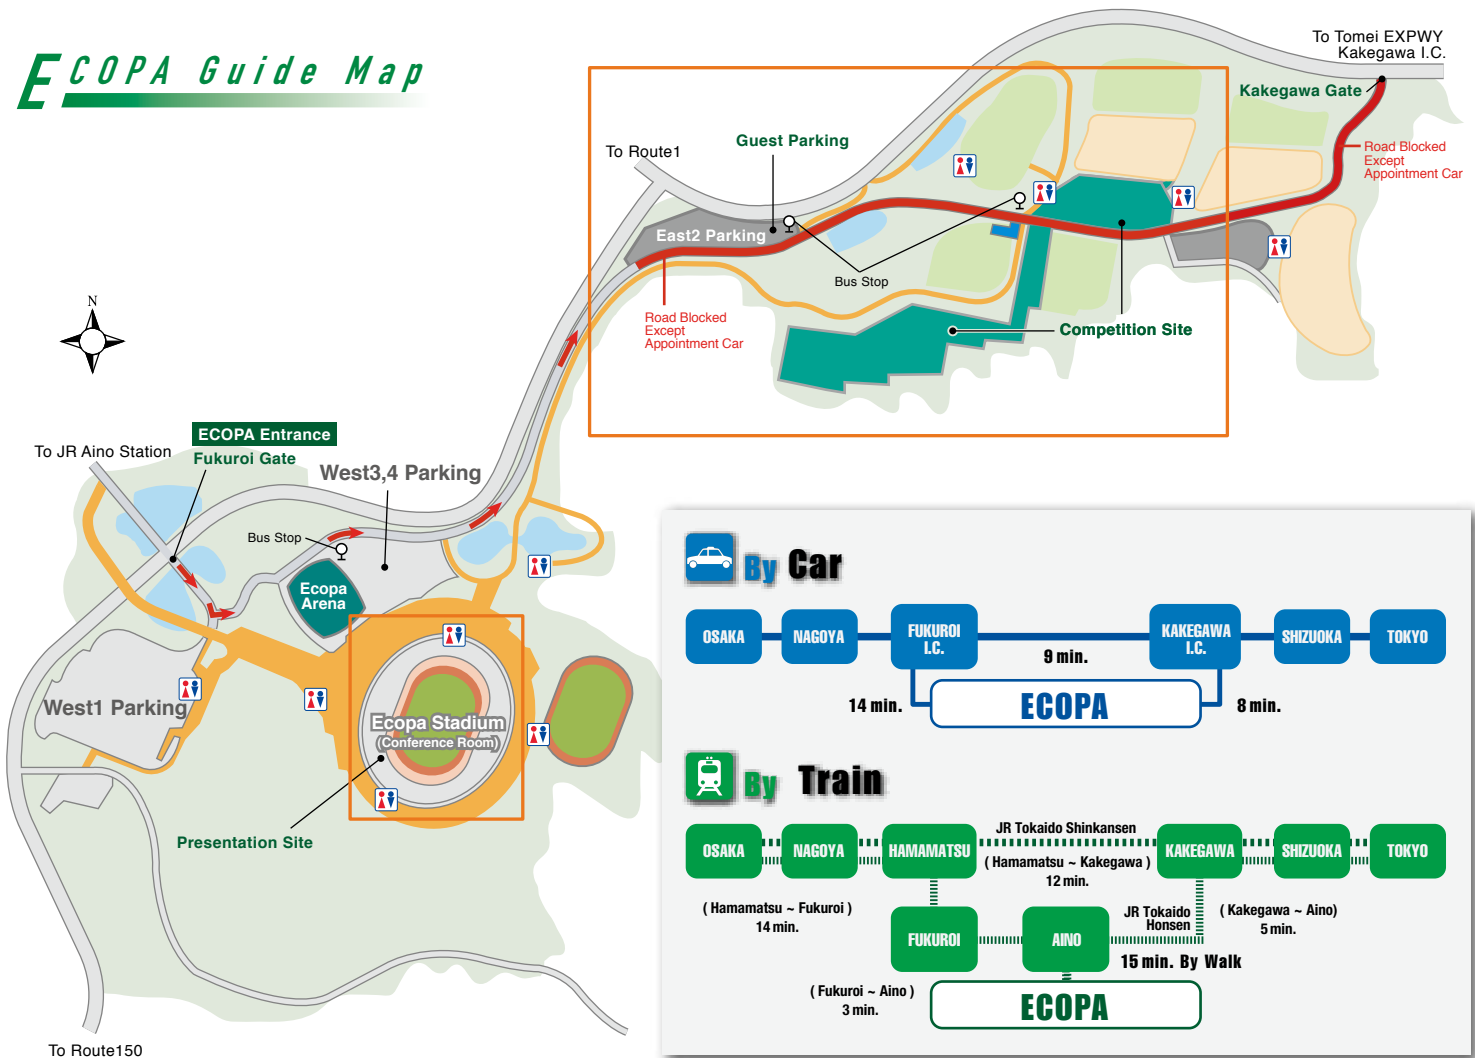 ECOPA Guide Map
To Tomei EXPWY
Kakegawa I.C.
Kakegawa Gate
Road Blocked
Except
Appointment Car
To Route1
Guest Parking
East2 Parking
Bus Stop
Road Blocked
Except
Appointment Car
Competition Site
N
ECOPA Entrance
Fukuroi Gate
To JR Aino Station
West3,4 Parking
Bus Stop
Ecopa
Arena
West1 Parking
Ecopa Stadium
(Conference Room)
Presentation Site
To Route150
By Car
OSAKA
NAGOYA
FUKUROI
I.C.
KAKEGAWA
I.C.
SHIZUOKA
TOKYO
9 min.
14 min.
ECOPA
8 min.
By Train
OSAKA
NAGOYA
HAMAMATSU
JR Tokaido Shinkansen
KAKEGAWA
SHIZUOKA
TOKYO
( Hamamatsu ~ Kakegawa )
12 min.
( Hamamatsu ~ Fukuroi )
14 min.
FUKUROI
AINO
JR Tokaido
Honsen
( Kakegawa ~ Aino)
5 min.
15 min. By Walk
( Fukuroi ~ Aino )
3 min.
ECOPA